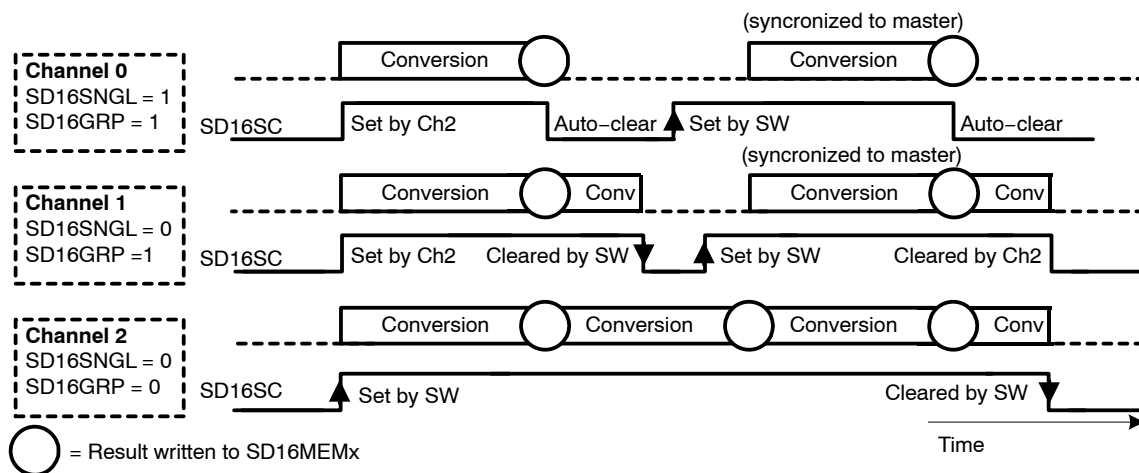 (syncronized to master)
Channel 0
SD16SNGL = 1
SD16GRP = 1
Conversion
Conversion
SD16SC
Set by Ch2
Auto−clear
Set by SW
Auto−clear
(syncronized to master)
Channel 1
SD16SNGL = 0
SD16GRP =1
Conversion
Conv
Conversion
Conv
SD16SC
Set by Ch2
Cleared by SW
Set by SW
Cleared by Ch2
Channel 2
SD16SNGL = 0
SD16GRP = 0
Conversion
Conversion
Conversion
Conv
SD16SC
Set by SW
Cleared by SW
= Result written to SD16MEMx
Time